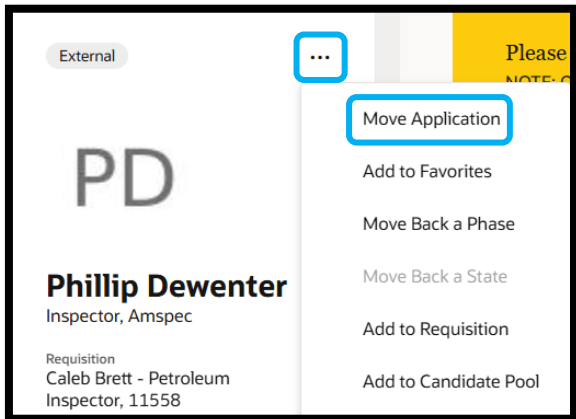 External
...
Please
NOTE:
Move Application
Add to Favorites
PD
Move Back a Phase
Phillip Dewenter
Move Back a State
Inspector, Amspec
Add to Requisition
Requisition
Caleb Brett - Petroleum
Add to Candidate Pool
Inspector, 11558